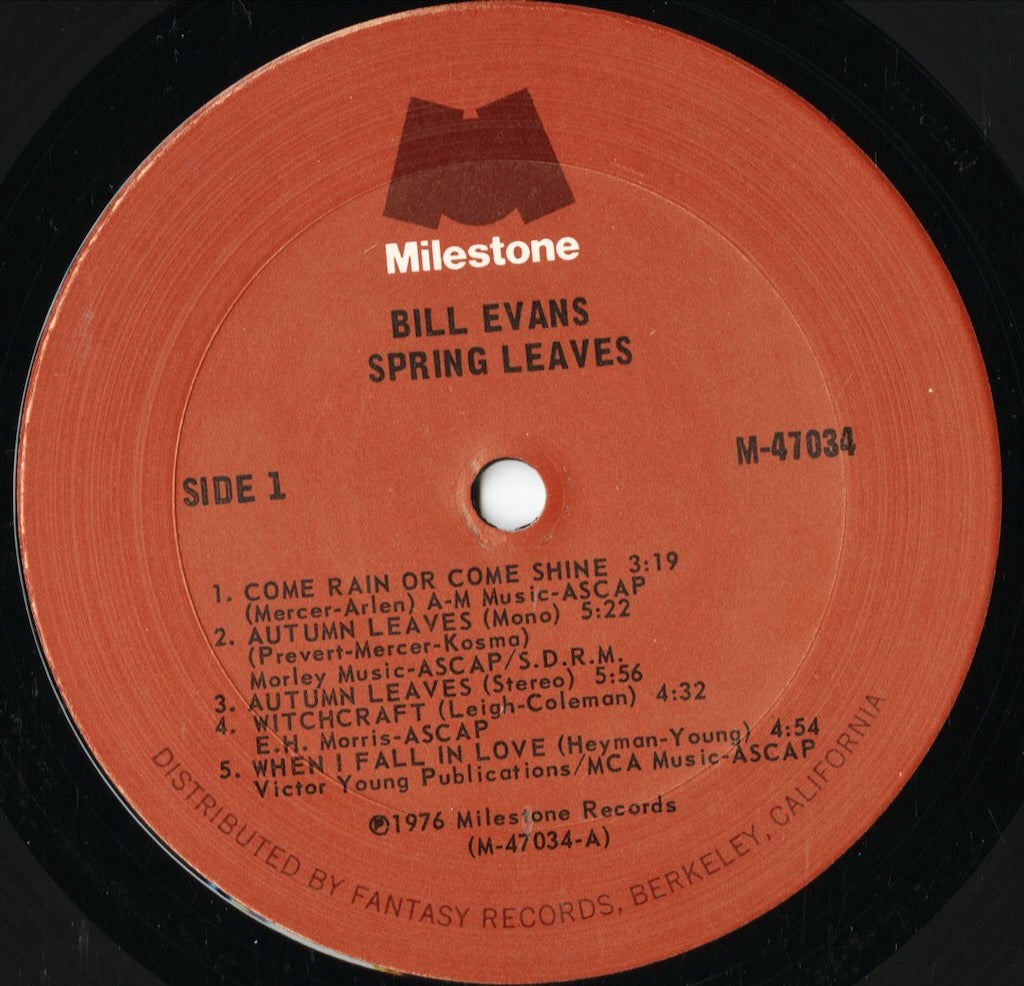 Milestone
BILL EVANS
SPRING LEAVES
SIDE 1
M-47034
1. COME RAIN OR COME SHINE 3:19
(Mercer-Arlen) A-M Music-ASCAP
2. AUTUMN LEAVES (Mono) 5:22
(Prevert-Mercer-Kosma)
Morley Music-ASCAP/S.D.R.M.
3. AUTUMN LEAVES (Stereo) 5:56
4. WITCHCRAFT (Leigh-Coleman) 4:32
E.H. Morris-ASCAP
5. WHEN I FALL IN LOVE (Heyman-Young) 4:54
Victor Young Publications/MCA Music-ASCAP
℗1976 Milestone Records
(M-47034-A)
DISTRIBUTED BY FANTASY RECORDS, BERKELEY, CALIFORNIA